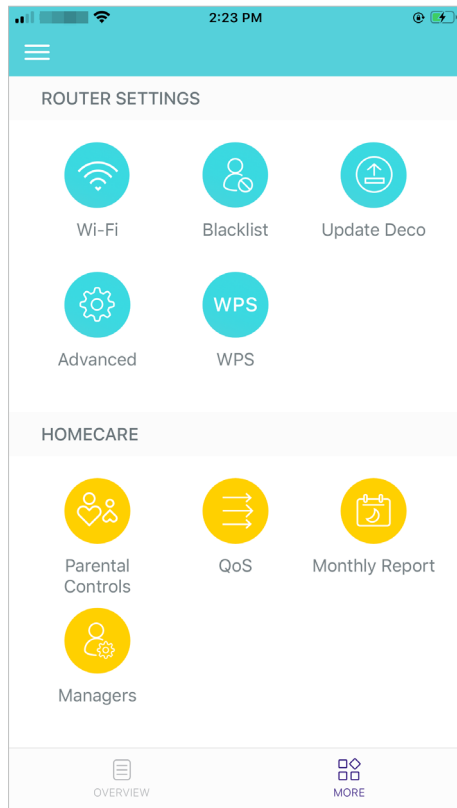 2:23 PM
ROUTER SETTINGS
Wi-Fi
Blacklist
Update Deco
Advanced
WPS
WPS
HOMECARE
Parental
Controls
QoS
Monthly Report
Managers
OVERVIEW
MORE